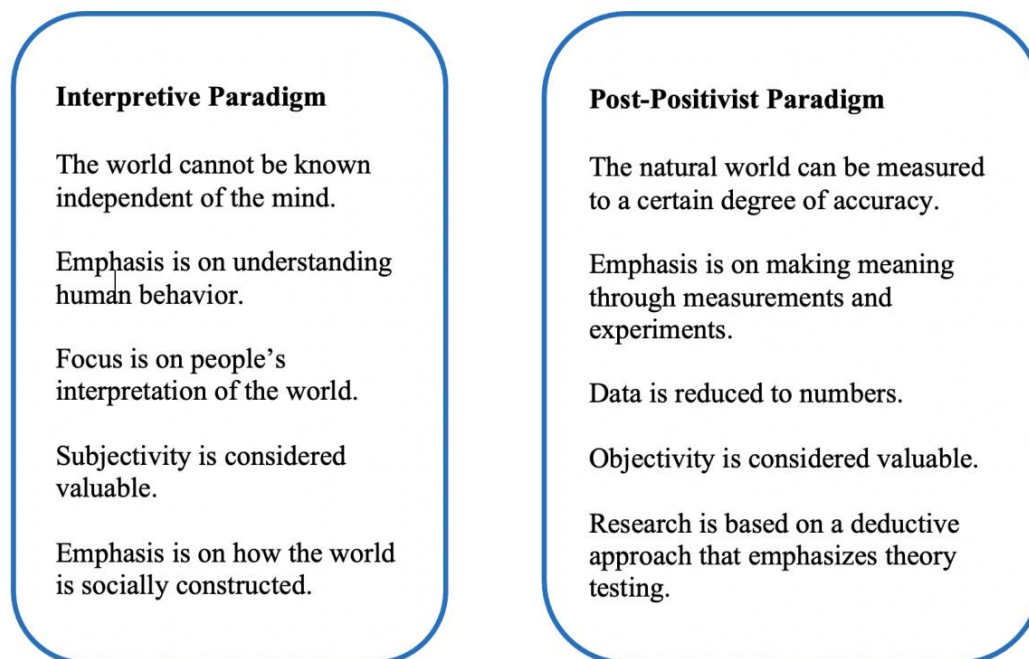 Interpretive Paradigm
The world cannot be known
independent of the mind.
Emphasis is on understanding
human behavior.
Focus is on people’s
interpretation of the world.
Subjectivity is considered
valuable.
Emphasis is on how the world
is socially constructed.
Post-Positivist Paradigm
The natural world can be measured
to a certain degree of accuracy.
Emphasis is on making meaning
through measurements and
experiments.
Data is reduced to numbers.
Objectivity is considered valuable.
Research is based on a deductive
approach that emphasizes theory
testing.